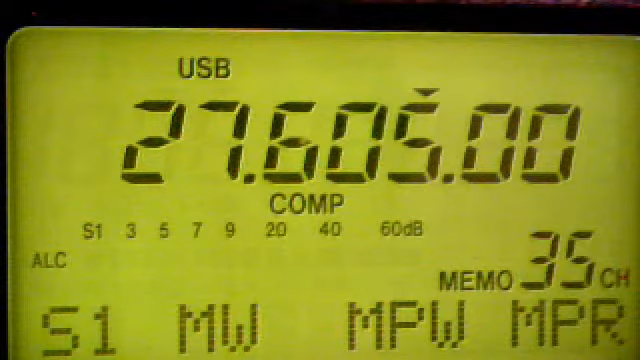 USB
27.605.00
COMP
S1 3 5 7 9 20 40 60dB
ALC
MEMO 35 CH
S1 MW MPW MPR